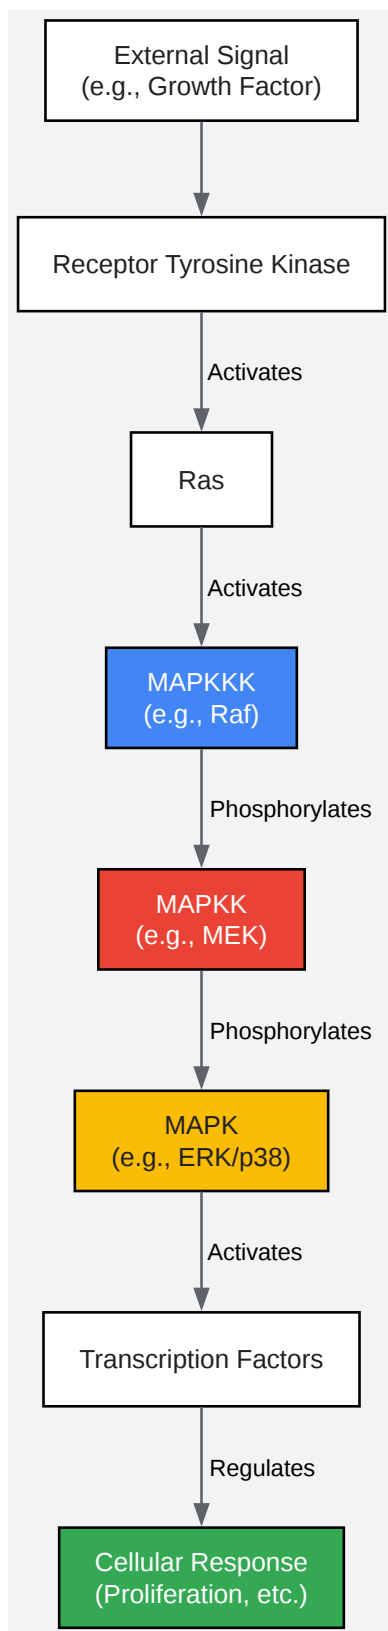 External Signal
(e.g., Growth Factor)
Receptor Tyrosine Kinase
Activates
Ras
Activates
MAPKKK
(e.g., Raf)
Phosphorylates
MAPKK
(e.g., MEK)
Phosphorylates
MAPK
(e.g., ERK/p38)
Activates
Transcription Factors
Regulates
Cellular Response
(Proliferation, etc.)